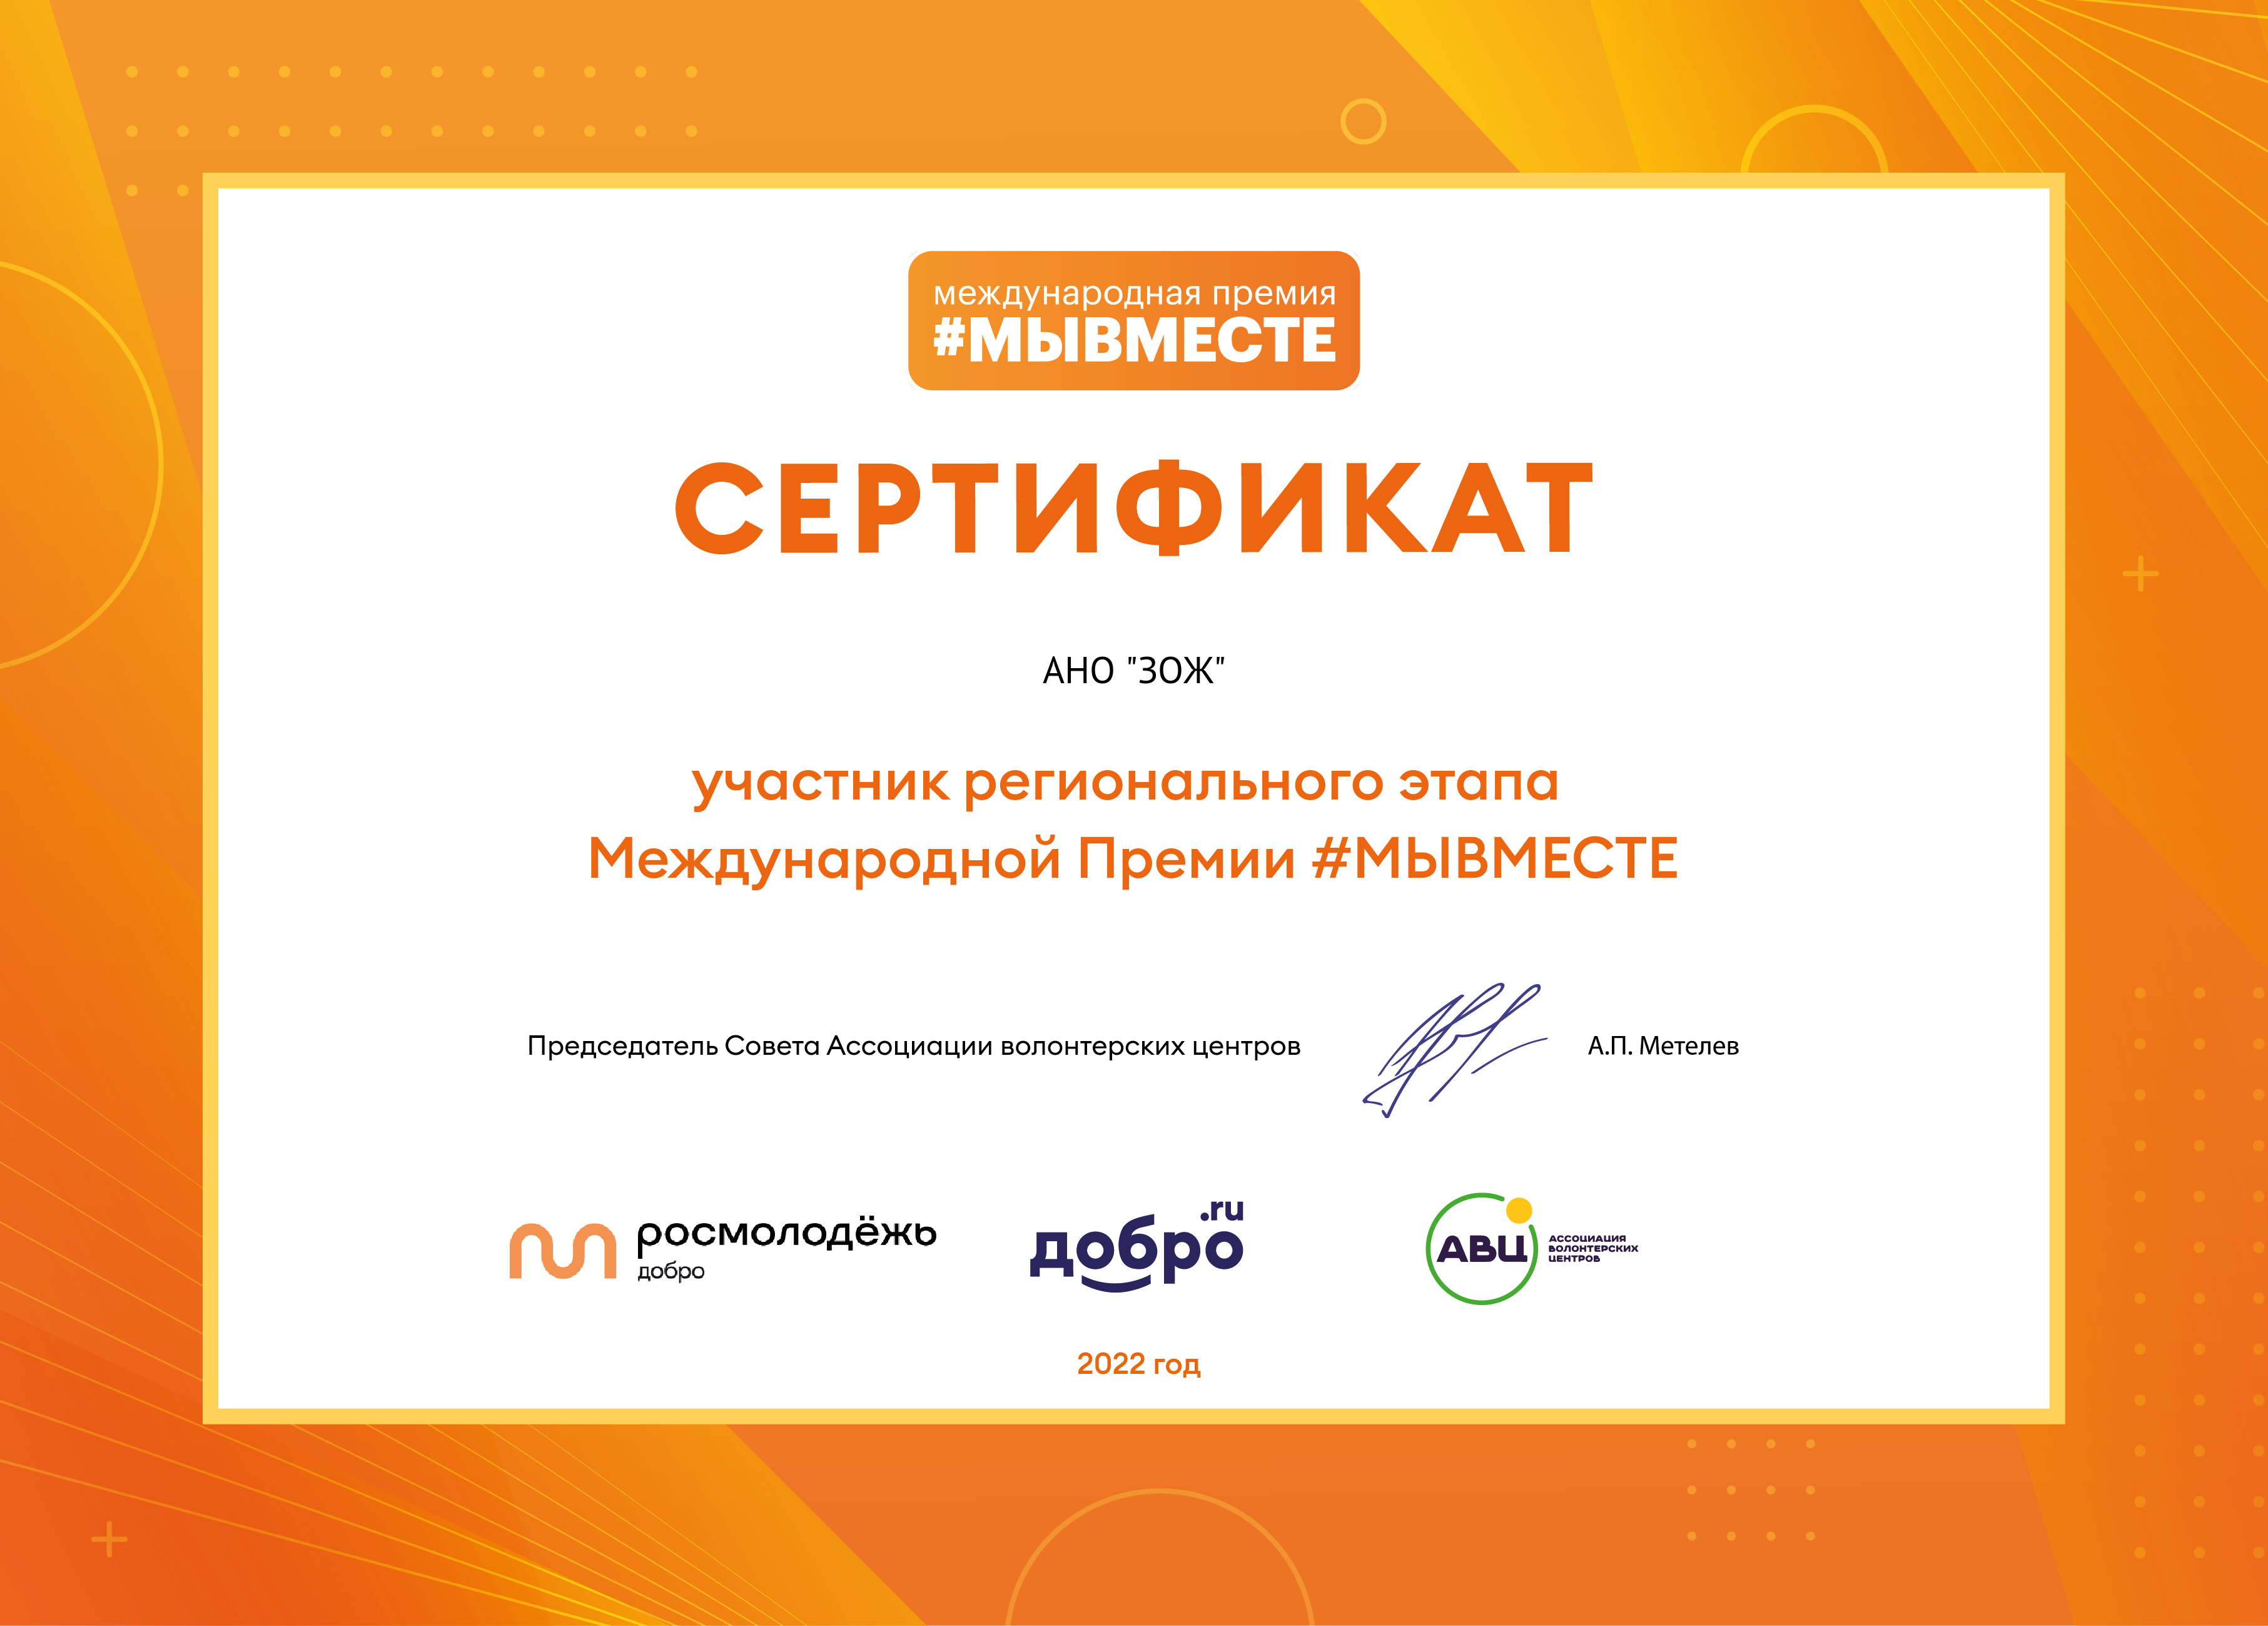 международная премия
#МЫВМЕСТЕ
СЕРТИФИКАТ
АНО "ЗОЖ"
участник регионального этапа
Международной Премии #МЫВМЕСТЕ
Председатель Совета Ассоциации волонтерских центров
А.П. Метелев
росмолодёжь
добро
добро.ru
АВЦ
АССОЦИАЦИЯ
ВОЛОНТЕРСКИХ
ЦЕНТРОВ
2022 год